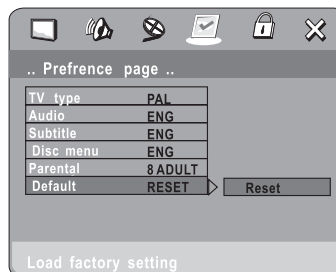 .. Prefrence page ..
TV type PAL
Audio ENG
Subtitle ENG
Disc menu ENG
Parental 8 ADULT
Default RESET Reset
Load factory setting